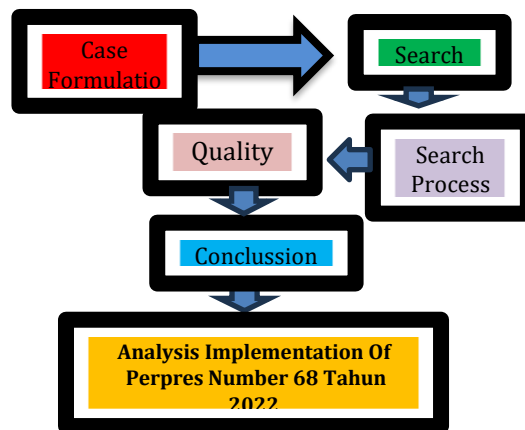 Case
Formulatio
Search
Search
Process
Quality
Conclussion
Analysis Implementation Of
Perpres Number 68 Tahun
2022